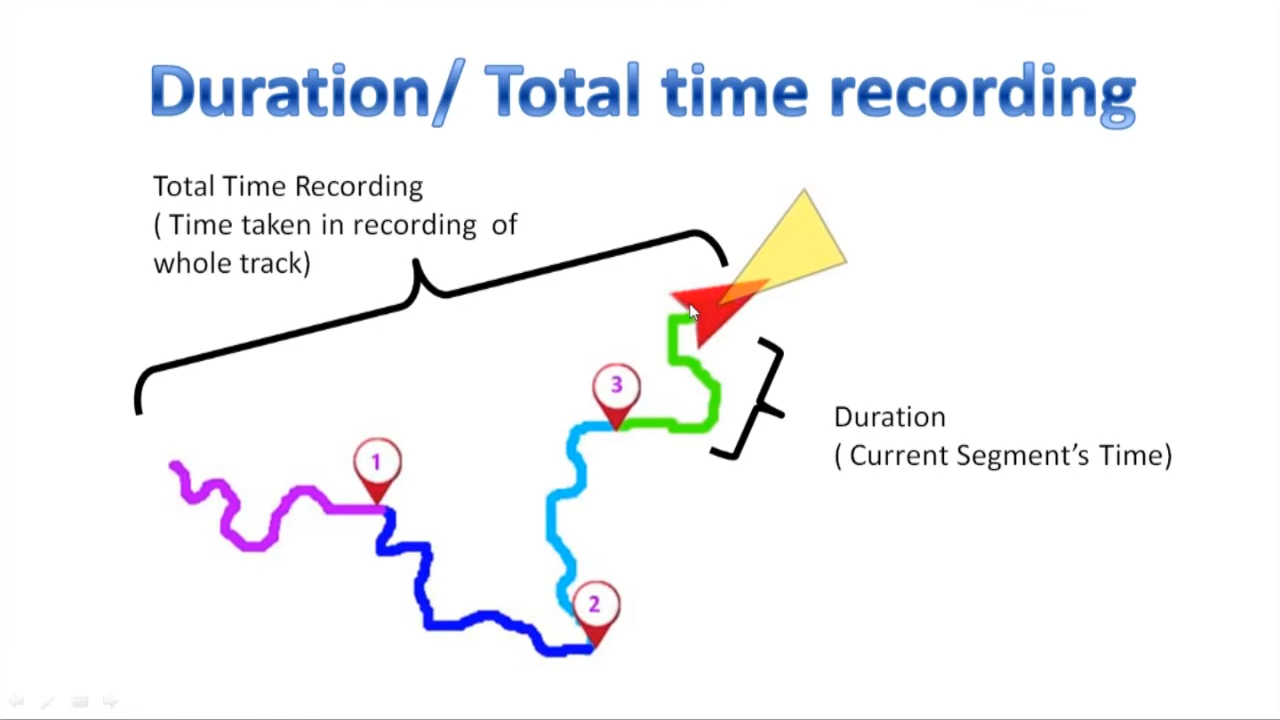 Duration/ Total time recording
Total Time Recording
( Time taken in recording of
whole track)
3
1
Duration
( Current Segment's Time)
2